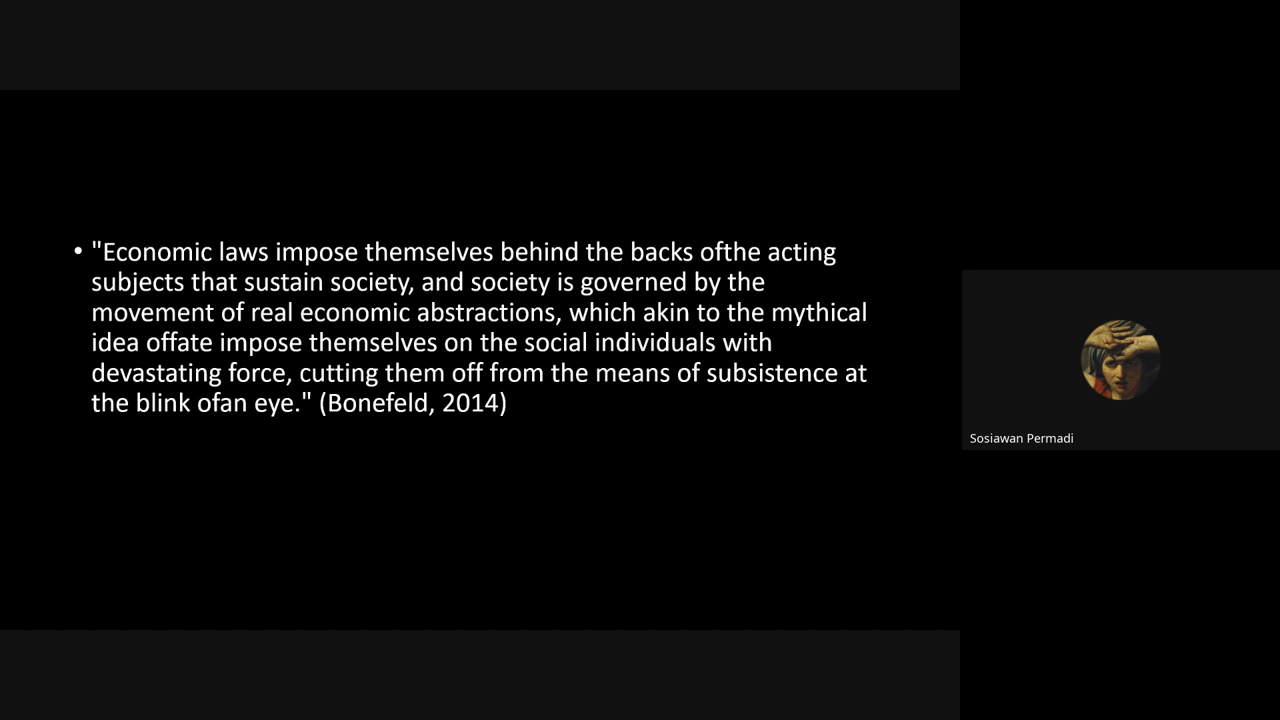 • "Economic laws impose themselves behind the backs ofthe acting
subjects that sustain society, and society is governed by the
movement of real economic abstractions, which akin to the mythical
idea offate impose themselves on the social individuals with
devastating force, cutting them off from the means of subsistence at
the blink ofan eye." (Bonefeld, 2014)
Sosiawan Permadi